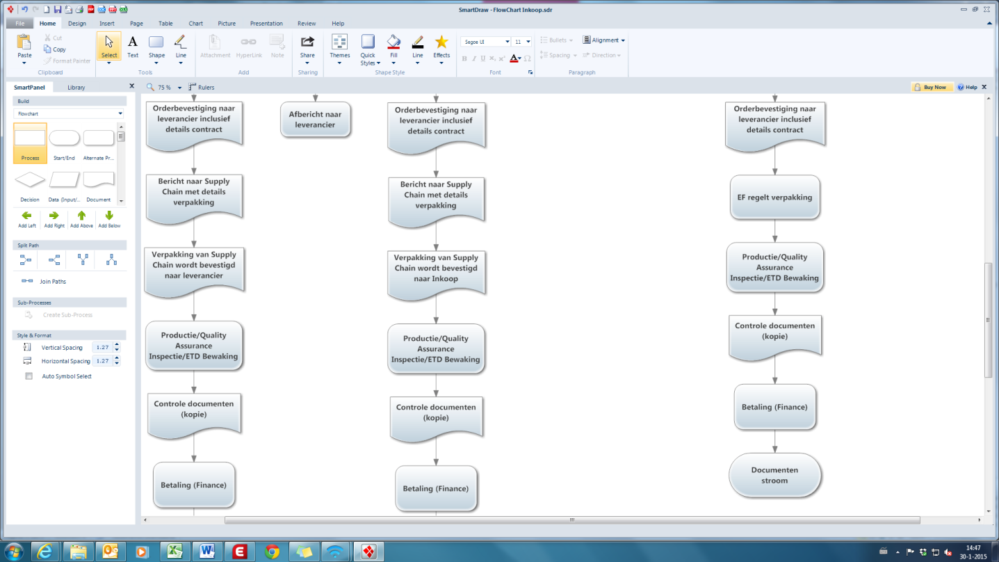 SmartDraw - FlowChart Inkoop.sdr
File Home Design Insert Page Table Chart Picture Presentation Review Help
Paste
Cut
Copy
Format Painter
Clipboard
Select
Text
Shape
Line
Tools
Attachment
HyperLink
Note
Add
Share
Sharing
Themes
Quick
Styles
Fill
Line
Effects
Shape Style
Segoe UI 11
B I U X₂ X² A Ω
Font
Bullets
Alignment
Spacing
Direction
Paragraph
SmartPanel Library X
75 % Rulers
Buy Now
Help X
Build
Flowchart
Process Start/End Alternate Pr...
Decision Data (Input/... Document
Add Left Add Right Add Above Add Below
Split Path
Join Paths
Sub-Processes
Create Sub-Process
Style & Format
Vertical Spacing 1.27
Horizontal Spacing 1.27
Auto Symbol Select
Orderbevestiging naar
leverancier inclusief
details contract
Bericht naar Supply
Chain met details
verpakking
Verpakking van Supply
Chain wordt bevestigd
naar leverancier
Productie/Quality
Assurance
Inspectie/ETD Bewaking
Controle documenten
(kopie)
Betaling (Finance)
Afbericht naar
leverancier
Orderbevestiging naar
leverancier inclusief
details contract
Bericht naar Supply
Chain met details
verpakking
Verpakking van Supply
Chain wordt bevestigd
naar Inkoop
Productie/Quality
Assurance
Inspectie/ETD Bewaking
Controle documenten
(kopie)
Betaling (Finance)
Orderbevestiging naar
leverancier inclusief
details contract
EF regelt verpakking
Productie/Quality
Assurance
Inspectie/ETD Bewaking
Controle documenten
(kopie)
Betaling (Finance)
Documenten
stroom
14:47
30-1-2015